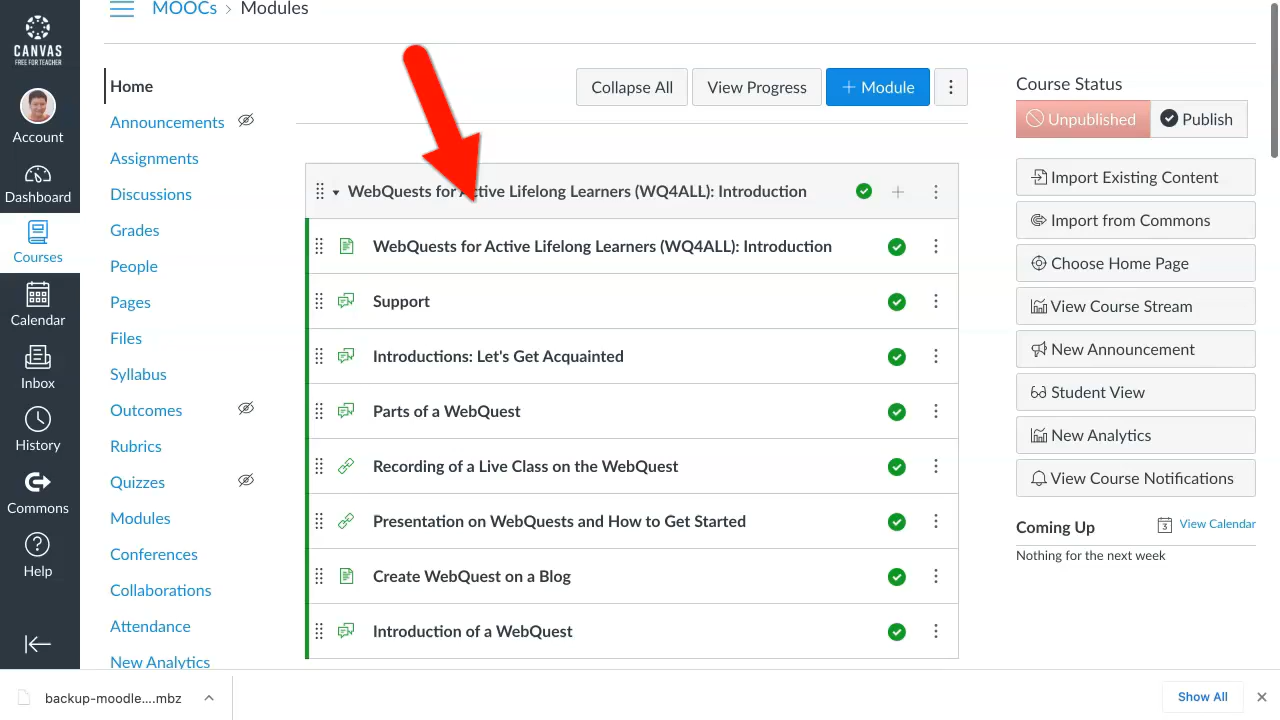 MOOCs › Modules
CANVAS
FREE FOR TEACHER
Account
Dashboard
Courses
Calendar
Inbox
History
Commons
Help
Home
Announcements
Assignments
Discussions
Grades
People
Pages
Files
Syllabus
Outcomes
Rubrics
Quizzes
Modules
Conferences
Collaborations
Attendance
New Analytics
Collapse All
View Progress
+ Module
WebQuests for Active Lifelong Learners (WQ4ALL): Introduction
WebQuests for Active Lifelong Learners (WQ4ALL): Introduction
Support
Introductions: Let's Get Acquainted
Parts of a WebQuest
Recording of a Live Class on the WebQuest
Presentation on WebQuests and How to Get Started
Create WebQuest on a Blog
Introduction of a WebQuest
Course Status
Unpublished
Publish
Import Existing Content
Import from Commons
Choose Home Page
View Course Stream
New Announcement
Student View
New Analytics
View Course Notifications
Coming Up
3
View Calendar
Nothing for the next week
backup-moodle....mbz
Show All